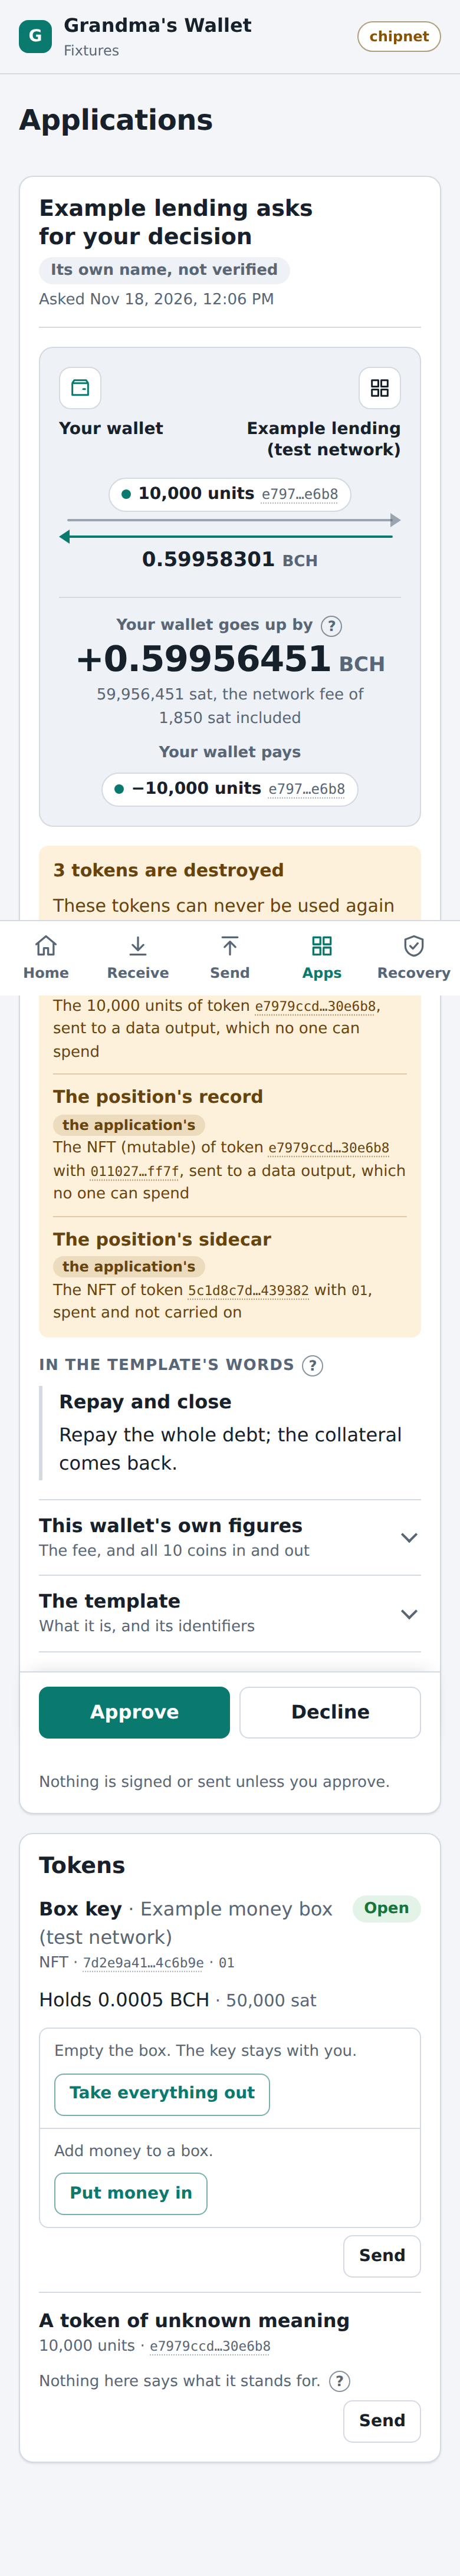 G
Grandma's Wallet
Fixtures
chipnet
Applications
Example lending asks
for your decision
Its own name, not verified
Asked Nov 18, 2026, 12:06 PM
Your wallet
Example lending
(test network)
10,000 units e797…e6b8
0.59958301 BCH
Your wallet goes up by ?
+0.59956451 BCH
59,956,451 sat, the network fee of
1,850 sat included
Your wallet pays
−10,000 units e797…e6b8
3 tokens are destroyed
These tokens can never be used again
Home
Receive
Send
Apps
Recovery
The 10,000 units of token e7979ccd…30e6b8,
sent to a data output, which no one can
spend
The position's record
the application's
The NFT (mutable) of token e7979ccd…30e6b8
with 011027…ff7f, sent to a data output, which
no one can spend
The position's sidecar
the application's
The NFT of token 5c1d8c7d…439382 with 01,
spent and not carried on
IN THE TEMPLATE'S WORDS ?
Repay and close
Repay the whole debt; the collateral
comes back.
This wallet's own figures
The fee, and all 10 coins in and out
The template
What it is, and its identifiers
Approve
Decline
Nothing is signed or sent unless you approve.
Tokens
Box key · Example money box
(test network)
Open
NFT · 7d2e9a41…4c6b9e · 01
Holds 0.0005 BCH · 50,000 sat
Empty the box. The key stays with you.
Take everything out
Add money to a box.
Put money in
Send
A token of unknown meaning
10,000 units · e7979ccd…30e6b8
Nothing here says what it stands for. ?
Send